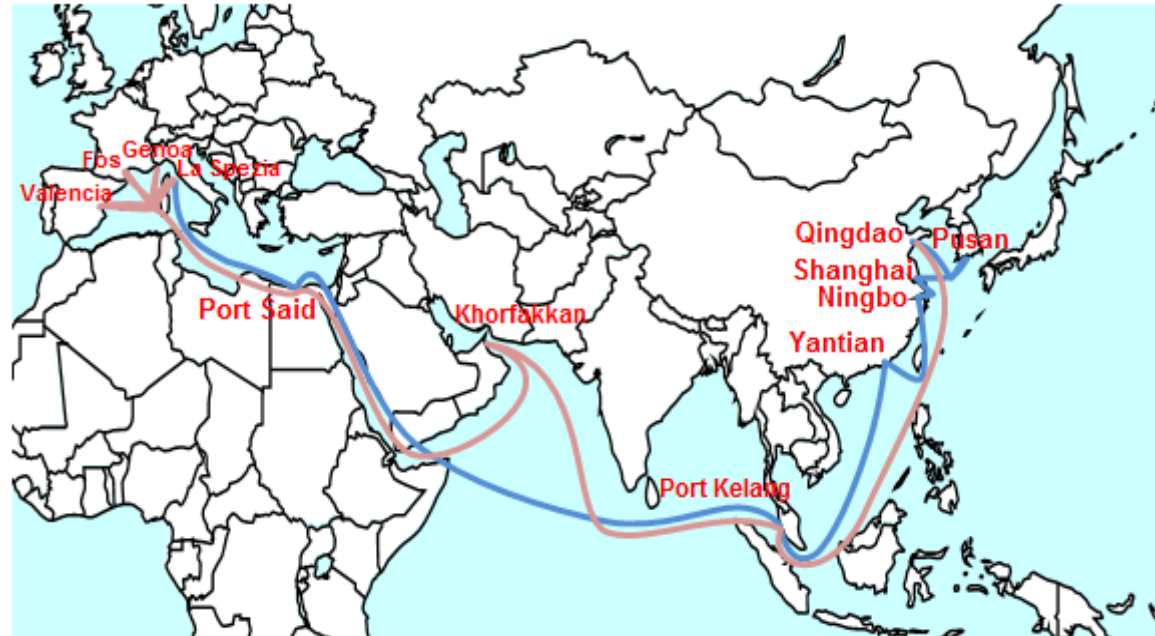 Genoa
Fos
La Spezia
Valencia
Port Said
Khorfakkan
Qingdao
Pusan
Shanghai
Ningbo
Yantian
Port Kelang